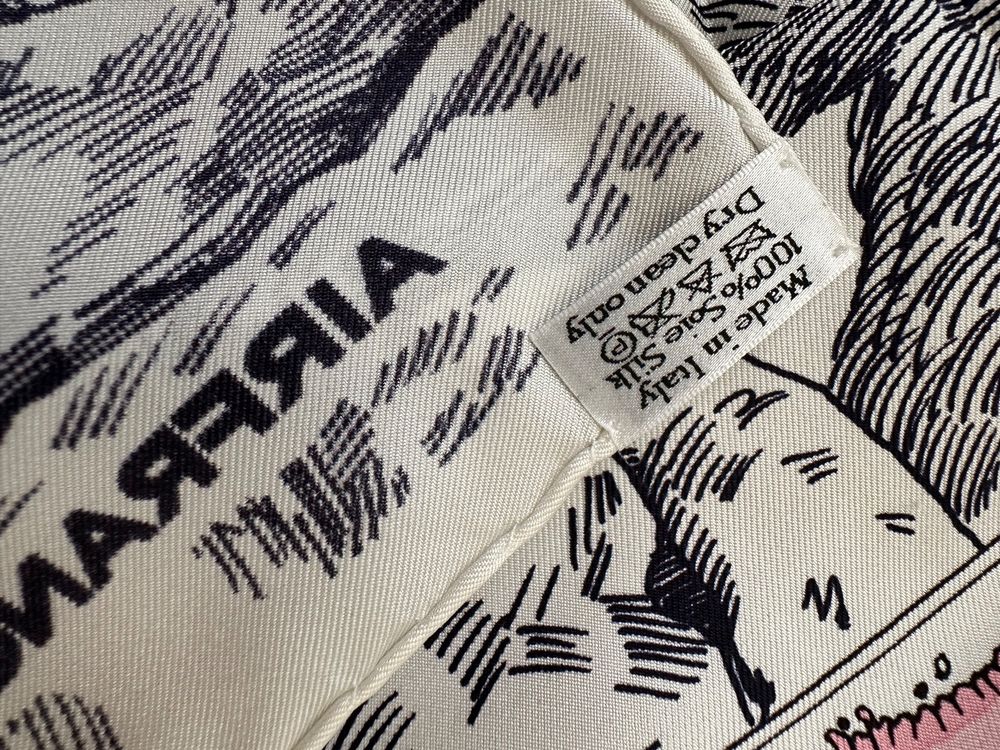 Made in Italy
100% Soie Silk
P
Dry clean only
AIRFRAN